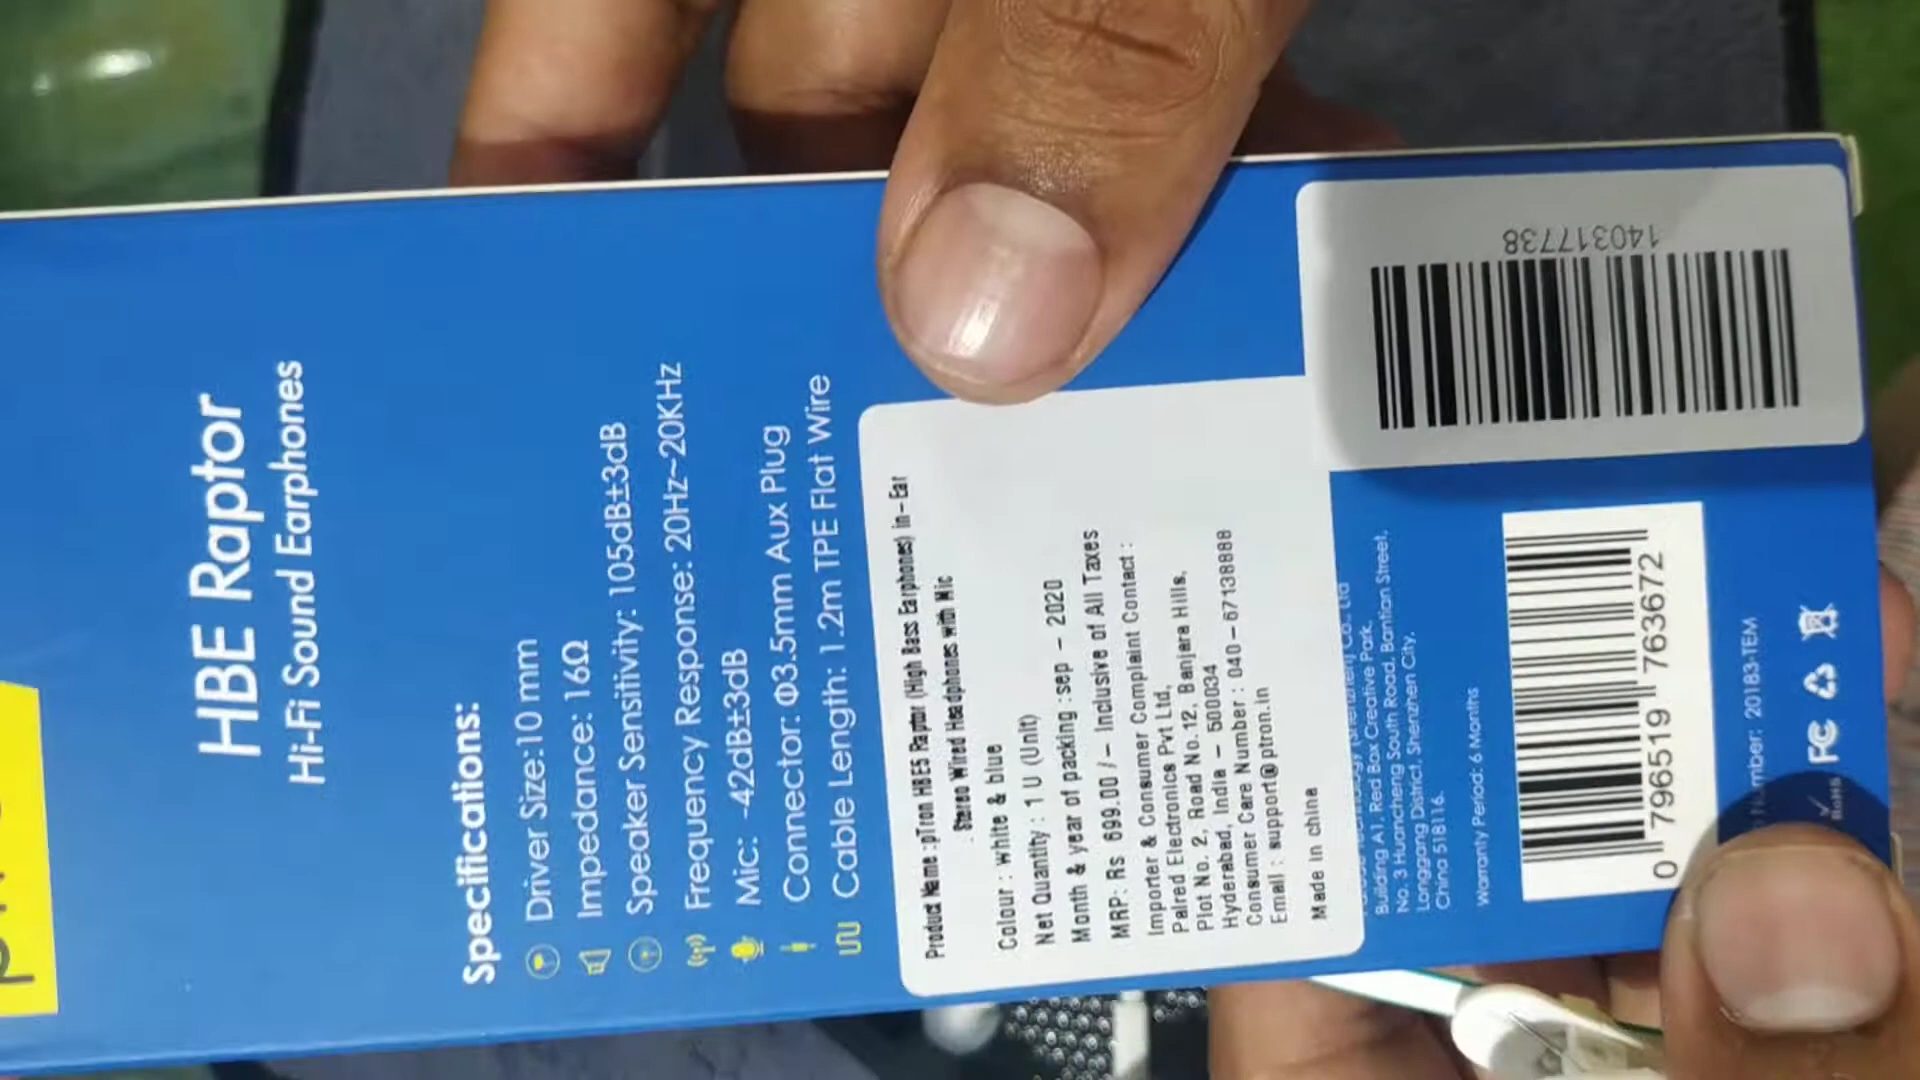 HBE Raptor
Hi-Fi Sound Earphones
Specifications:
Driver Size:10 mm
Impedance: 16Ω
Speaker Sensitivity: 105dB±3dB
Frequency Response: 20Hz~20KHz
Mic: -42dB±3dB
Connector: Φ3.5mm Aux Plug
Cable Length: 1.2m TPE Flat Wire
Product Name :pTron HBE5 Raptor (High Bass Earphones) in-Ear
Stereo Wired Headphones with Mic
Colour : white & blue
Net Quantity : 1 U (Unit)
Month & year of packing :sep - 2020
MRP: Rs 699.00 /- Inclusive of All Taxes
Importer & Consumer Complaint Contact :
Palred Electronics Pvt Ltd,
Plot No. 2, Road No.12, Banjara Hills,
Hyderabad, India - 500034
Consumer Care Number : 040-67138888
Email : support@ptron.in
Made in china
140317738
Co., Ltd
Building A1, Red Box Creative Park,
No. 3 Huancheng South Road, Bantian Street,
Longgang District, Shenzhen City,
China 518116.
Warranty Period: 6 Months
0 796519 763672
mber: 20183-TEM
FC
RoHS